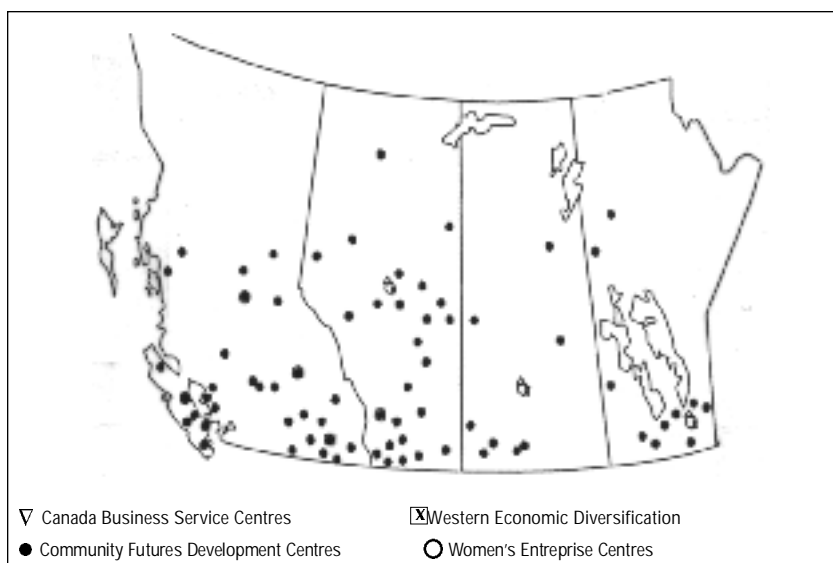 Canada Business Service Centres
X Western Economic Diversification
Community Futures Development Centres
Women's Entreprise Centres